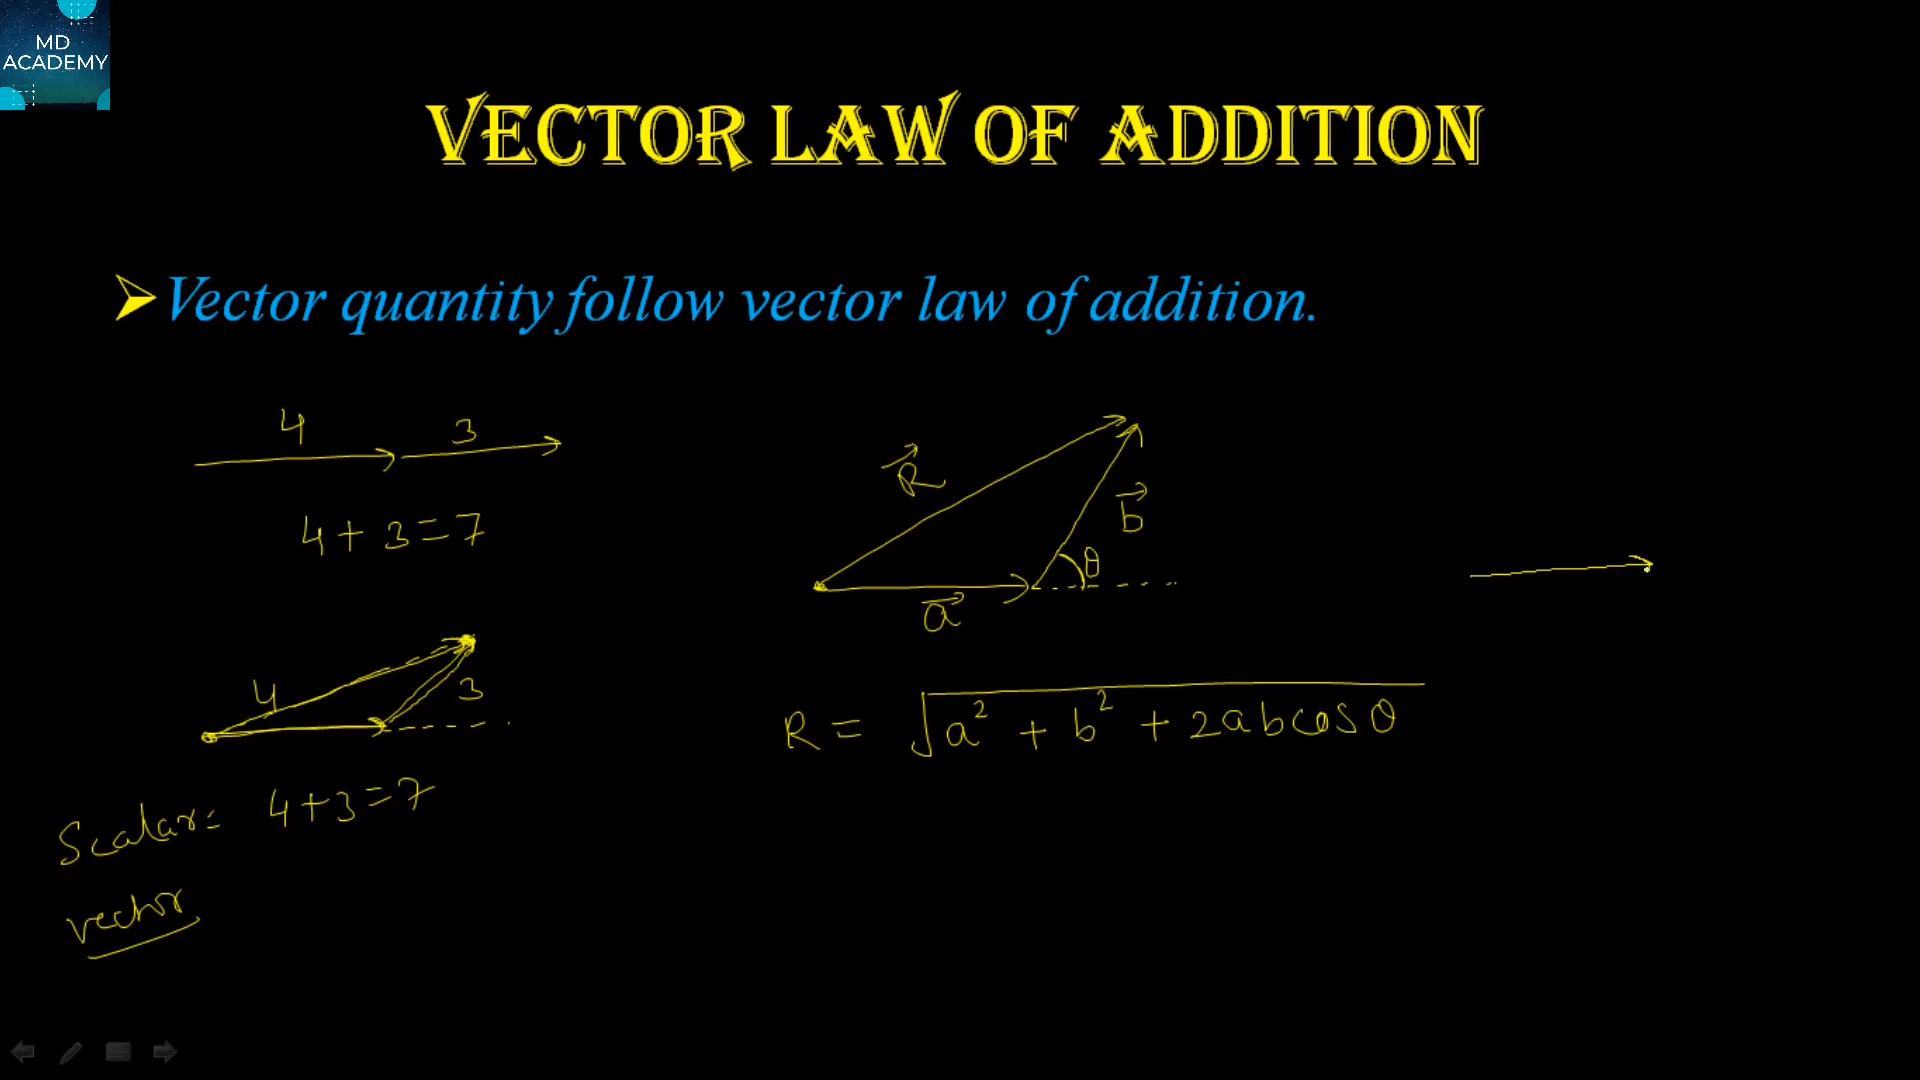 MD
ACADEMY
VECTOR LAW OF ADDITION
Vector quantity follow vector law of addition.
4 3
4 + 3 = 7
4 3
Scalar = 4+3=7
vector
R⃗
b⃗
θ
a⃗
R = √(a² + b² + 2abcosθ)